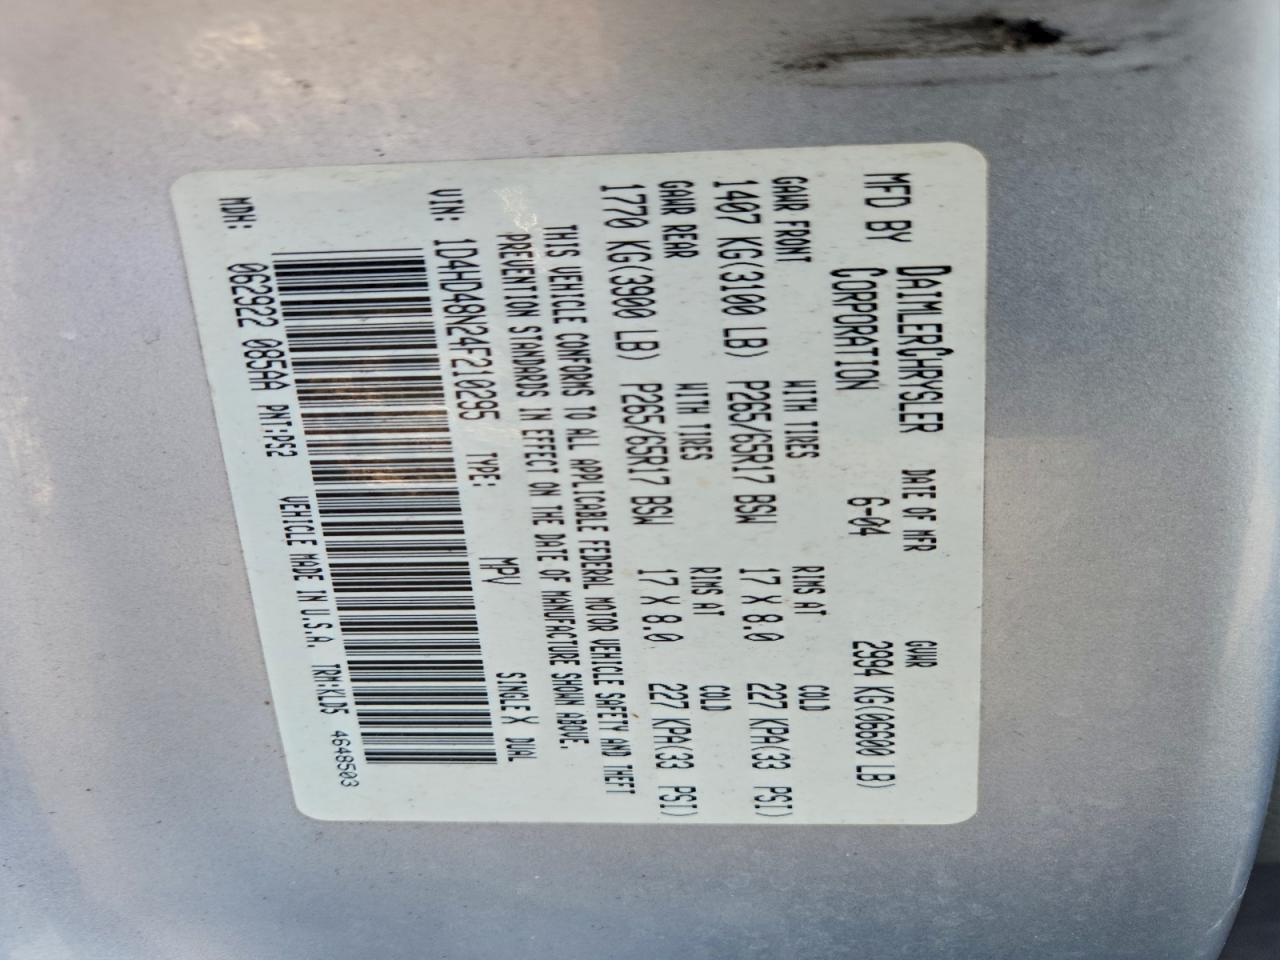 MFD BY DAIMLERCHRYSLER CORPORATION DATE OF MFR 6-04 GVWR 2994 KG(06600 LB)
GAWR FRONT WITH TIRES RIMS AT COLD
1407 KG(3100 LB) P265/65R17 BSW 17 X 8.0 227 KPA(33 PSI)
GAWR REAR WITH TIRES RIMS AT COLD
1770 KG(3900 LB) P265/65R17 BSW 17 X 8.0 227 KPA(33 PSI)
THIS VEHICLE CONFORMS TO ALL APPLICABLE FEDERAL MOTOR VEHICLE SAFETY AND THEFT
PREVENTION STANDARDS IN EFFECT ON THE DATE OF MANUFACTURE SHOWN ABOVE.
VIN: 1D4HD48N24F210295 TYPE: MPV SINGLE X DUAL
MDH: 062922 085AA PNT:PS2 VEHICLE MADE IN U.S.A. TRM:KLDS 4648503